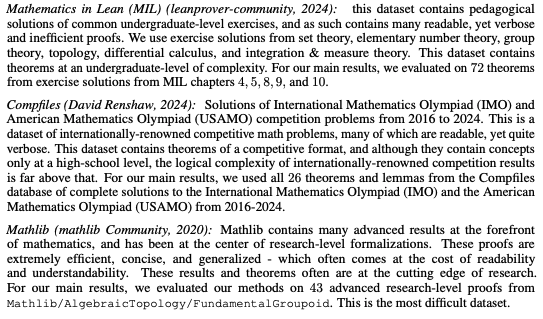 Mathematics in Lean (MIL) (leanprover-community, 2024): this dataset contains pedagogical
solutions of common undergraduate-level exercises, and as such contains many readable, yet verbose
and inefficient proofs. We use exercise solutions from set theory, elementary number theory, group
theory, topology, differential calculus, and integration & measure theory. This dataset contains
theorems at an undergraduate-level of complexity. For our main results, we evaluated on 72 theorems
from exercise solutions from MIL chapters 4, 5, 8, 9, and 10.
Compfiles (David Renshaw, 2024): Solutions of International Mathematics Olympiad (IMO) and
American Mathematics Olympiad (USAMO) competition problems from 2016 to 2024. This is a
dataset of internationally-renowned competitive math problems, many of which are readable, yet quite
verbose. This dataset contains theorems of a competitive format, and although they contain concepts
only at a high-school level, the logical complexity of internationally-renowned competition results
is far above that. For our main results, we used all 26 theorems and lemmas from the Compfiles
database of complete solutions to the International Mathematics Olympiad (IMO) and the American
Mathematics Olympiad (USAMO) from 2016-2024.
Mathlib (mathlib Community, 2020): Mathlib contains many advanced results at the forefront
of mathematics, and has been at the center of research-level formalizations. These proofs are
extremely efficient, concise, and generalized - which often comes at the cost of readability
and understandability. These results and theorems often are at the cutting edge of research.
For our main results, we evaluated our methods on 43 advanced research-level proofs from
Mathlib/AlgebraicTopology/FundamentalGroupoid. This is the most difficult dataset.